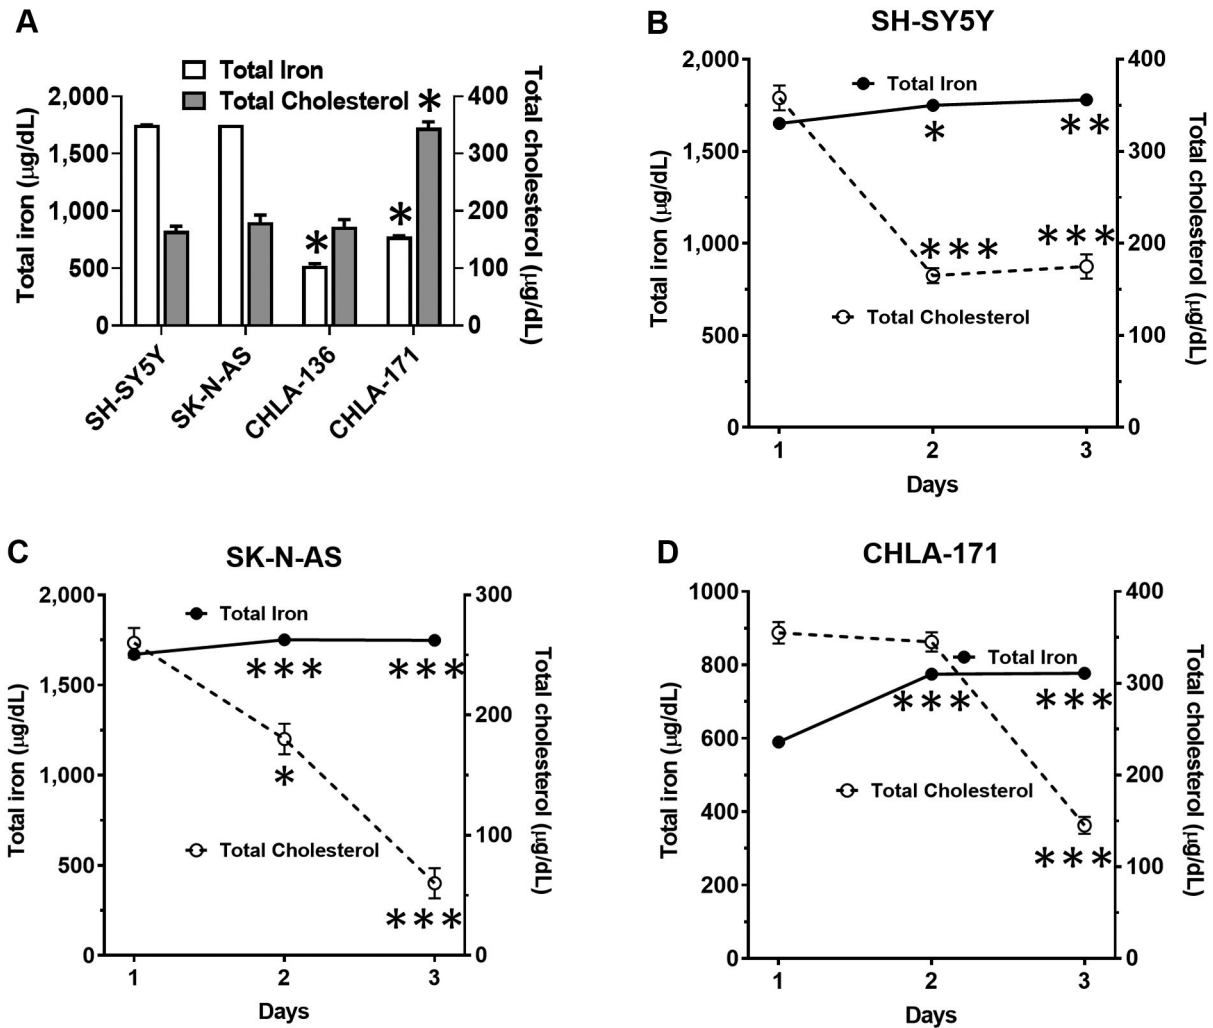 A
Total Iron
Total Cholesterol *
Total iron (μg/dL)
2,000
1,500
1,000
500
0
* *
400
300
200
100
0
Total cholesterol (μg/dL)
SH-SY5Y
SK-N-AS
CHLA-136
CHLA-171
B
SH-SY5Y
Total iron (μg/dL)
2,000
1,500
1,000
500
0
Total Iron
* **
*** ***
Total Cholesterol
400
300
200
100
0
Total cholesterol (μg/dL)
1 2 3
Days
C
SK-N-AS
Total iron (μg/dL)
2,000
1,500
1,000
500
0
Total Iron
*** ***
*
Total Cholesterol
***
300
200
100
0
Total cholesterol (μg/dL)
1 2 3
Days
D
CHLA-171
Total iron (μg/dL)
1000
800
600
400
200
0
Total Iron
*** ***
Total Cholesterol
***
400
300
200
100
0
Total cholesterol (μg/dL)
1 2 3
Days